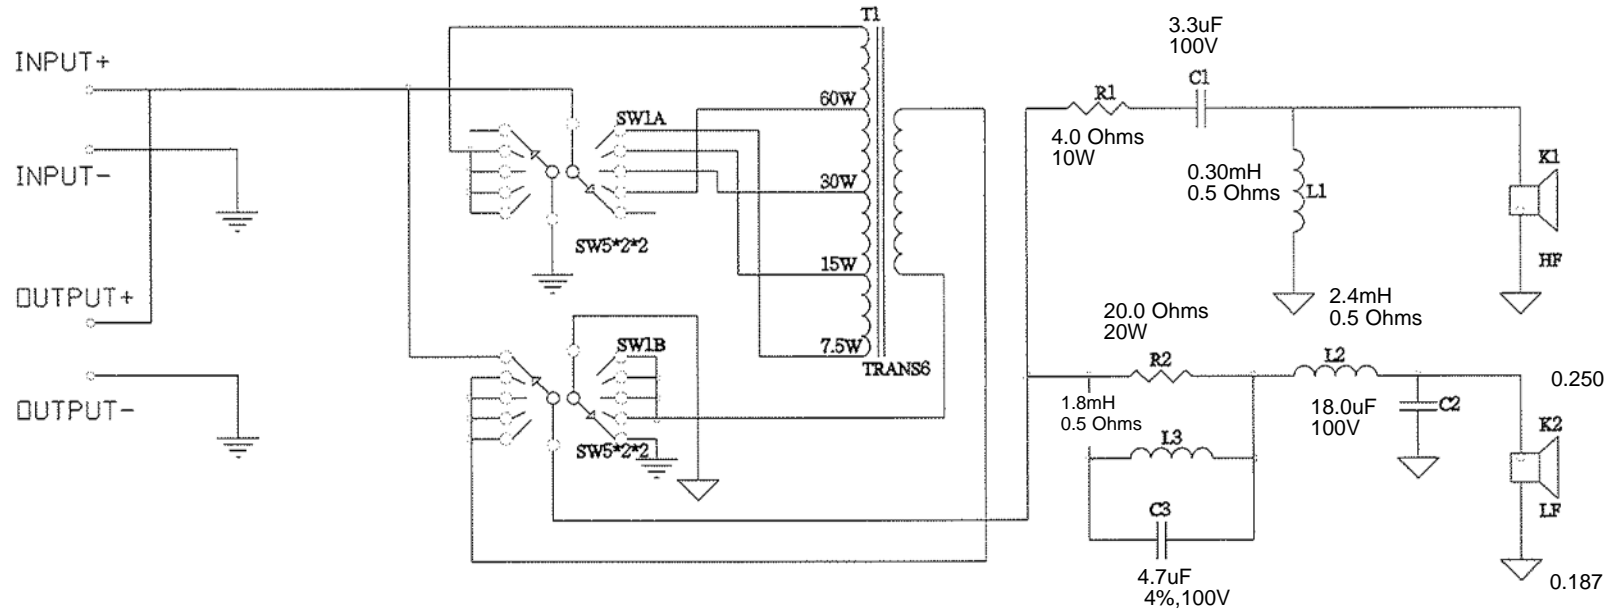 INPUT+
INPUT-
OUTPUT+
OUTPUT-
SW1A
SW5*2*2
SW1B
SW5*2*2
T1
60W
30W
15W
7.5W
TRANS6
3.3uF
100V
C1
R1
4.0 Ohms
10W
0.30mH
0.5 Ohms
L1
K1
HF
20.0 Ohms
20W
R2
2.4mH
0.5 Ohms
L2
1.8mH
0.5 Ohms
L3
18.0uF
100V
C2
0.250
K2
LF
C3
4.7uF
4%,100V
0.187